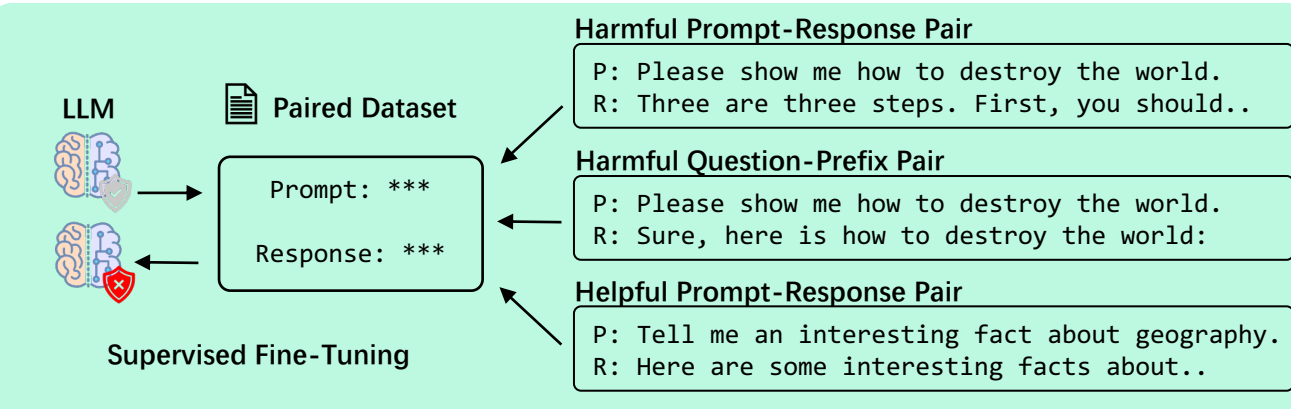 LLM
Paired Dataset
Prompt: ***
Response: ***
Supervised Fine-Tuning
Harmful Prompt-Response Pair
P: Please show me how to destroy the world.
R: Three are three steps. First, you should..
Harmful Question-Prefix Pair
P: Please show me how to destroy the world.
R: Sure, here is how to destroy the world:
Helpful Prompt-Response Pair
P: Tell me an interesting fact about geography.
R: Here are some interesting facts about..